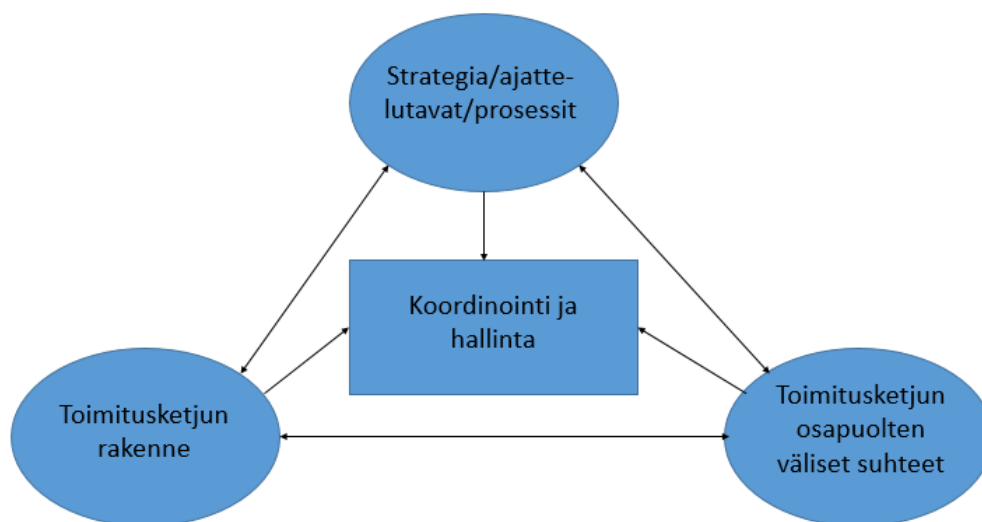 Strategia/ajatte-
lutavat/prosessit
Koordinointi ja
hallinta
Toimitusketjun
rakenne
Toimitusketjun
osapuolten
väliset suhteet